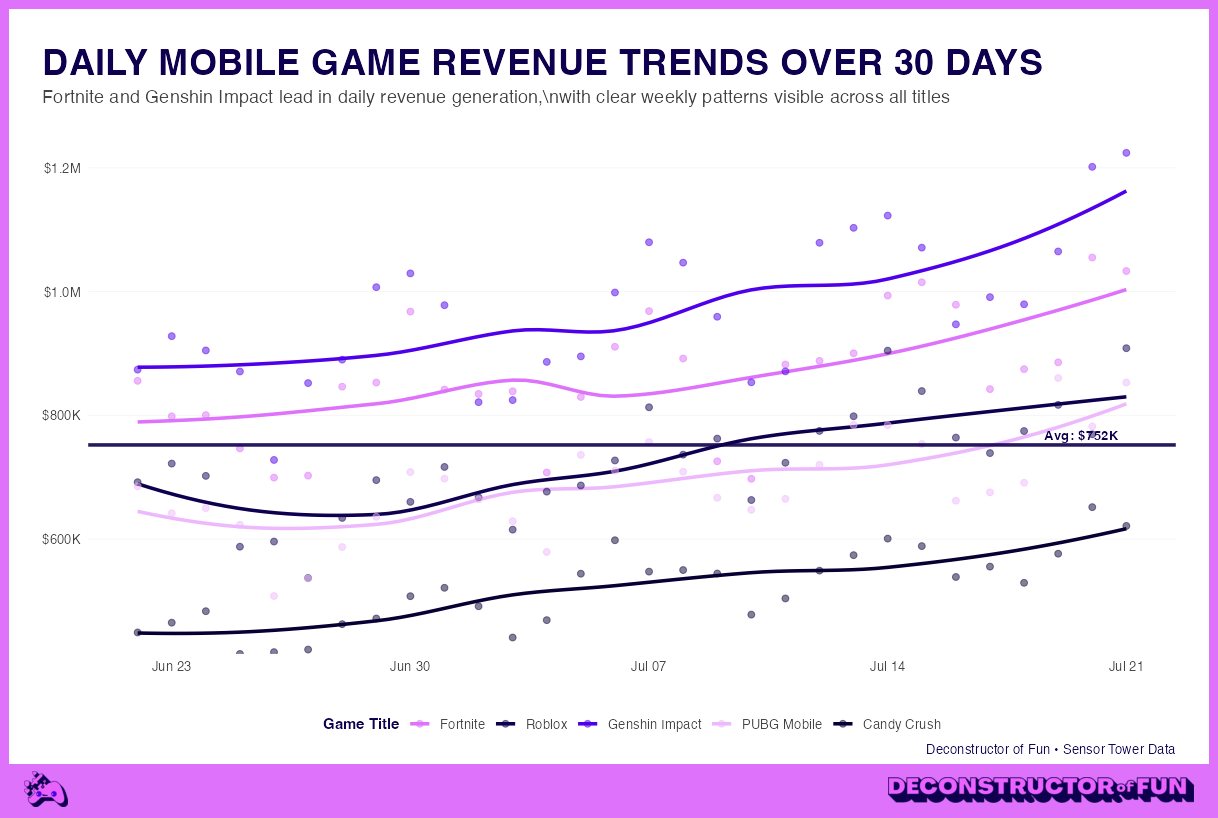 DAILY MOBILE GAME REVENUE TRENDS OVER 30 DAYS
Fortnite and Genshin Impact lead in daily revenue generation,\nwith clear weekly patterns visible across all titles
$1.2M
$1.0M
$800K
Avg: $752K
$600K
Jun 23
Jun 30
Jul 07
Jul 14
Jul 21
Game Title
Fortnite
Roblox
Genshin Impact
PUBG Mobile
Candy Crush
Deconstructor of Fun • Sensor Tower Data
DECONSTRUCTOR of FUN